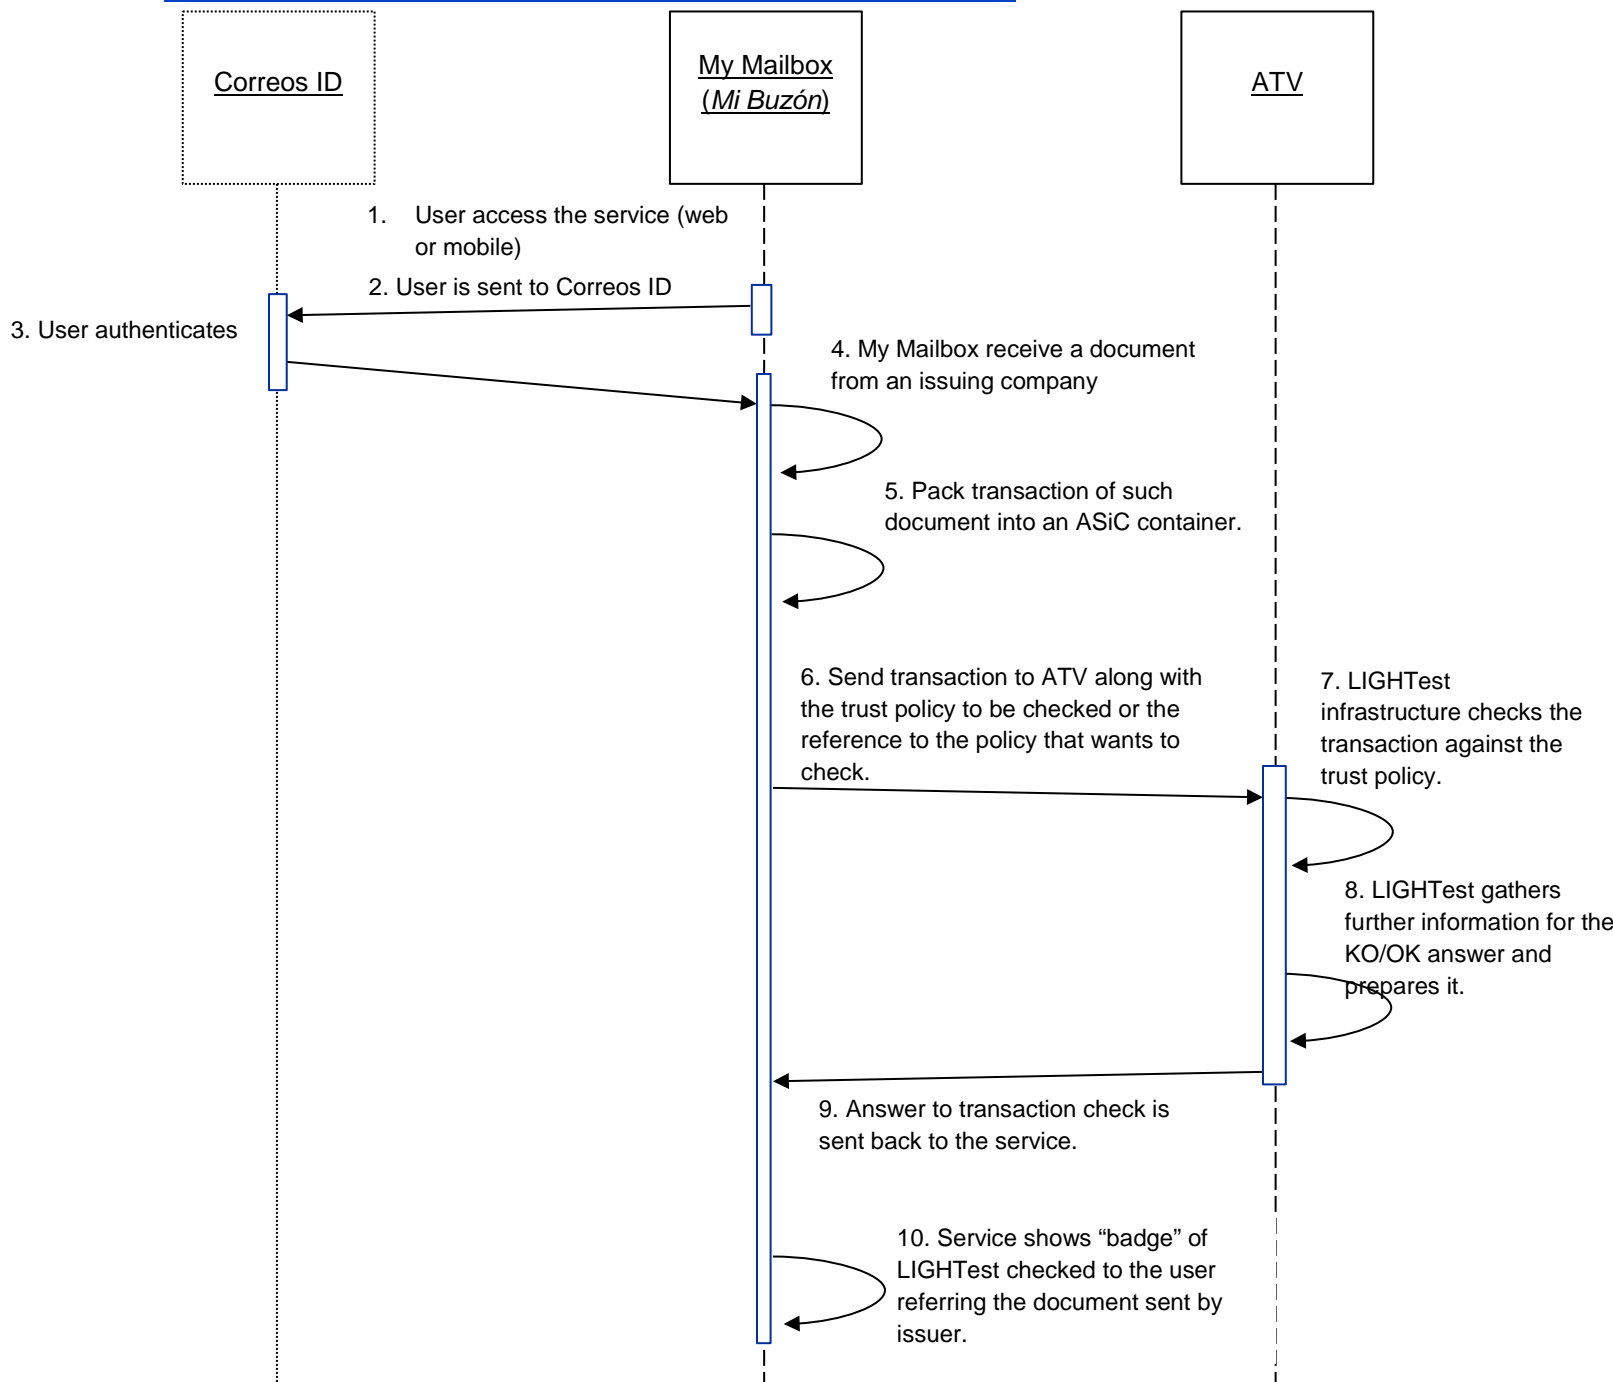 Correos ID
My Mailbox
(Mi Buzón)
ATV
1. User access the service (web
or mobile)
2. User is sent to Correos ID
3. User authenticates
4. My Mailbox receive a document
from an issuing company
5. Pack transaction of such
document into an ASiC container.
6. Send transaction to ATV along with
the trust policy to be checked or the
reference to the policy that wants to
check.
7. LIGHTest
infrastructure checks the
transaction against the
trust policy.
8. LIGHTest gathers
further information for the
KO/OK answer and
prepares it.
9. Answer to transaction check is
sent back to the service.
10. Service shows “badge” of
LIGHTest checked to the user
referring the document sent by
issuer.